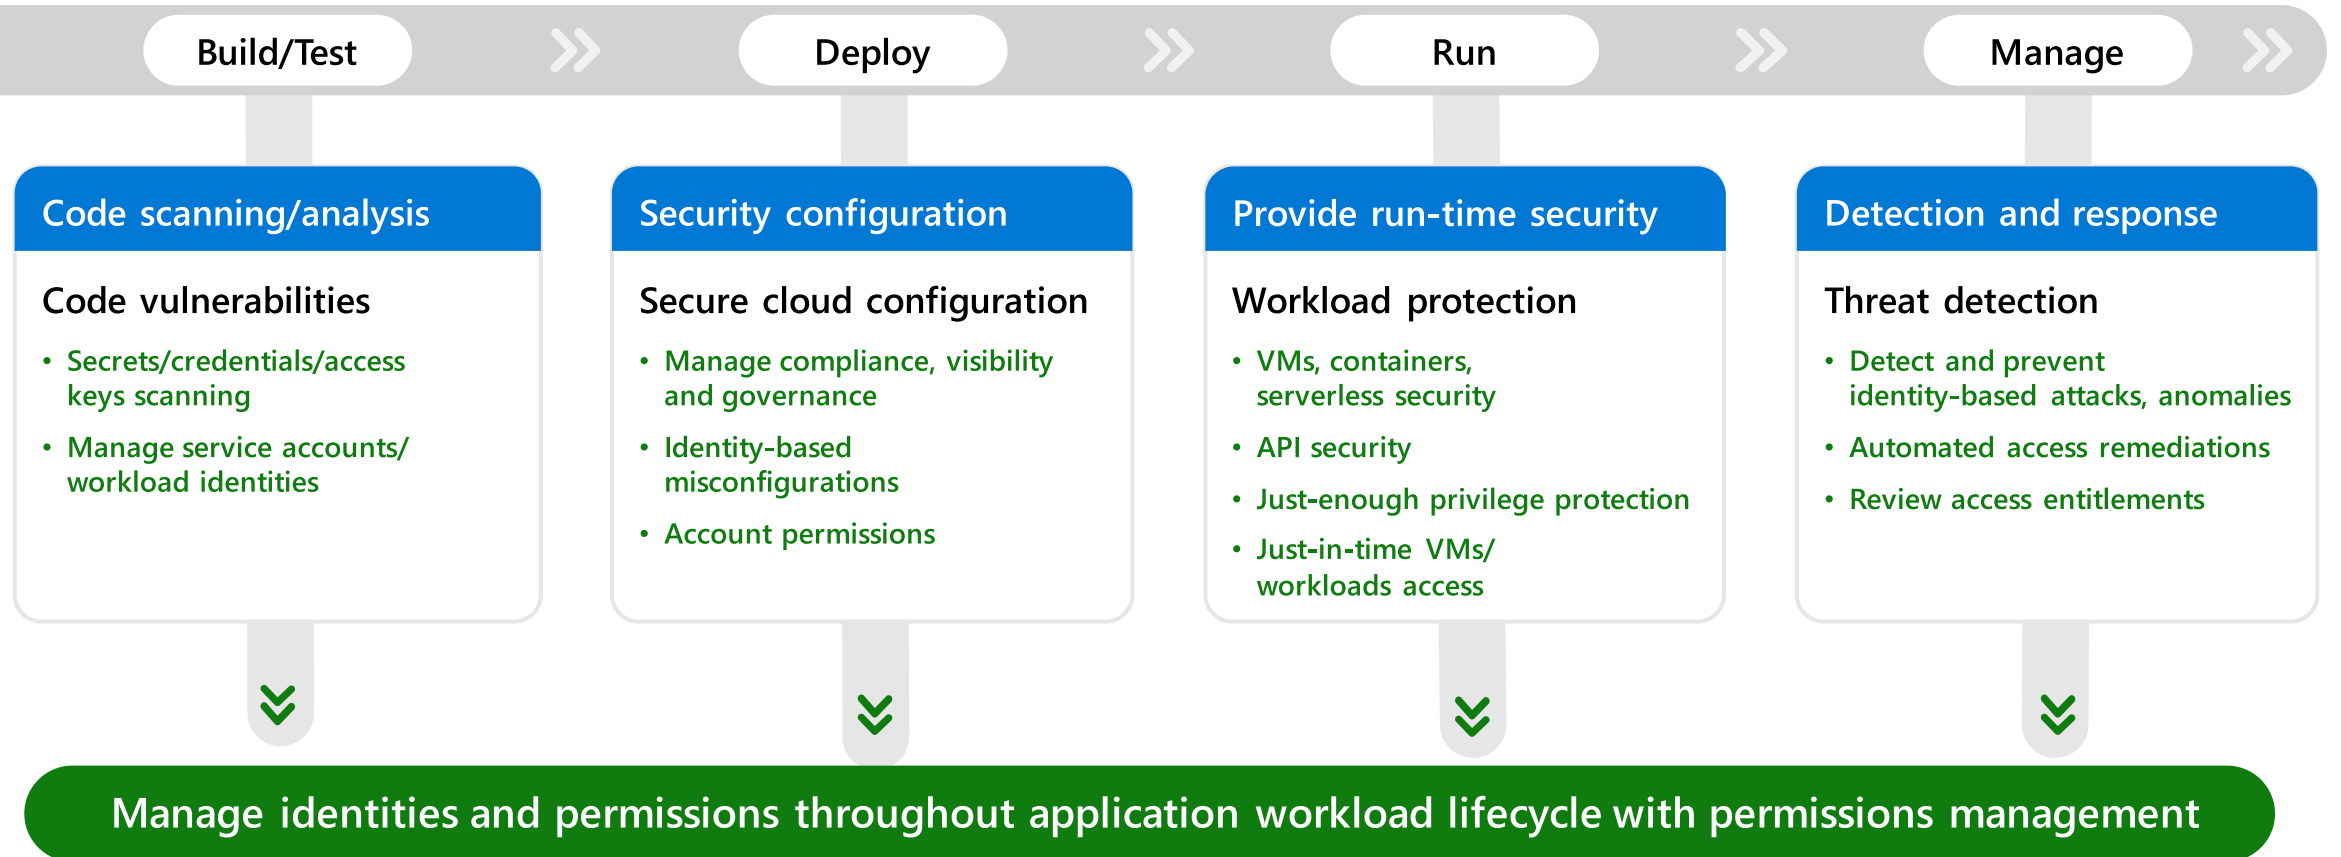 Build/Test
Deploy
Run
Manage
Code scanning/analysis
Code vulnerabilities
• Secrets/credentials/access
keys scanning
• Manage service accounts/
workload identities
Security configuration
Secure cloud configuration
• Manage compliance, visibility
and governance
• Identity-based
misconfigurations
• Account permissions
Provide run-time security
Workload protection
• VMs, containers,
serverless security
• API security
• Just-enough privilege protection
• Just-in-time VMs/
workloads access
Detection and response
Threat detection
• Detect and prevent
identity-based attacks, anomalies
• Automated access remediations
• Review access entitlements
Manage identities and permissions throughout application workload lifecycle with permissions management